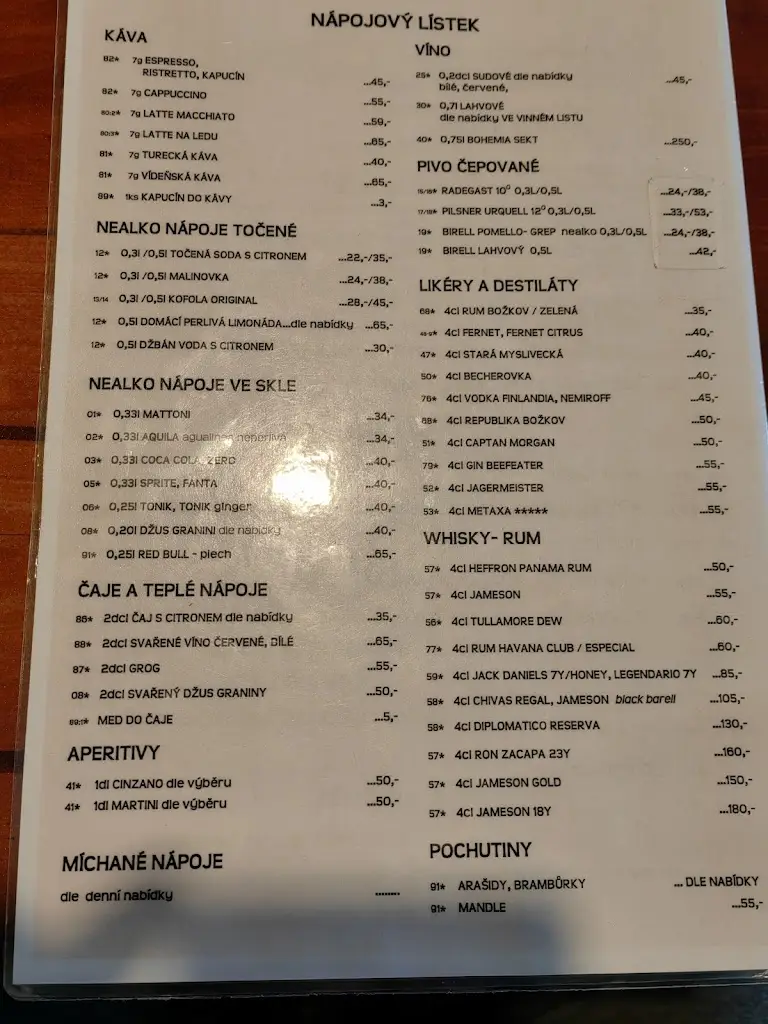 NÁPOJOVÝ LÍSTEK
KÁVA
82* 7g ESPRESSO,
RISTRETTO, KAPUCÍN ...45,-
82* 7g CAPPUCCINO ...55,-
80:2* 7g LATTE MACCHIATO ...59,-
80:3* 7g LATTE NA LEDU ...65,-
81* 7g TURECKÁ KÁVA ...40,-
81* 7g VÍDEŇSKÁ KÁVA ...65,-
89* 1ks KAPUCÍN DO KÁVY ...3,-
NEALKO NÁPOJE TOČENÉ
12* 0,3l /0,5l TOČENÁ SODA S CITRONEM ...22,-/35,-
12* 0,3l /0,5l MALINOVKA ...24,-/38,-
13/14 0,3l /0,5l KOFOLA ORIGINAL ...28,-/45,-
12* 0,5l DOMÁCÍ PERLIVÁ LIMONÁDA...dle nabídky ...65,-
12* 0,5l DŽBÁN VODA S CITRONEM ...30,-
NEALKO NÁPOJE VE SKLE
01* 0,33l MATTONI ...34,-
02* 0,33l AQUILA aqualinea neperlivá ...34,-
03* 0,33l COCA COLA, ZERO ...40,-
05* 0,33l SPRITE, FANTA ...40,-
06* 0,25l TONIK, TONIK ginger ...40,-
08* 0,20l DŽUS GRANINI dle nabídky ...40,-
91* 0,25l RED BULL - plech ...65,-
ČAJE A TEPLÉ NÁPOJE
86* 2dcl ČAJ S CITRONEM dle nabídky ...35,-
88* 2dcl SVAŘENÉ VÍNO ČERVENÉ, BÍLÉ ...65,-
87* 2dcl GROG ...55,-
08* 2dcl SVAŘENÝ DŽUS GRANINY ...50,-
89:1* MED DO ČAJE ...5,-
APERITIVY
41* 1dl CINZANO dle výběru ...50,-
41* 1dl MARTINI dle výběru ...50,-
MÍCHANÉ NÁPOJE
dle denní nabídky ........
VÍNO
25* 0,2dcl SUDOVÉ dle nabídky ...45,-
bílé, červené,
30* 0,7l LAHVOVÉ
dle nabídky VE VINNÉM LISTU
40* 0,75l BOHEMIA SEKT ...250,-
PIVO ČEPOVANÉ
15/16* RADEGAST 10° 0,3L/0,5L ...24,-/38,-
17/18* PILSNER URQUELL 12° 0,3L/0,5L ...33,-/53,-
19* BIRELL POMELLO- GREP nealko 0,3L/0,5L ...24,-/38,-
19* BIRELL LAHVOVÝ 0,5L ...42,-
LIKÉRY A DESTILÁTY
68* 4cl RUM BOŽKOV / ZELENÁ ...35,-
4cl FERNET, FERNET CITRUS ...40,-
47* 4cl STARÁ MYSLIVECKÁ ...40,-
50* 4cl BECHEROVKA ...40,-
76* 4cl VODKA FINLANDIA, NEMIROFF ...45,-
68* 4cl REPUBLIKA BOŽKOV ...50,-
51* 4cl CAPTAN MORGAN ...50,-
79* 4cl GIN BEEFEATER ...55,-
52* 4cl JAGERMEISTER ...55,-
53* 4cl METAXA ***** ...55,-
WHISKY- RUM
57* 4cl HEFFRON PANAMA RUM ...50,-
57* 4cl JAMESON ...55,-
56* 4cl TULLAMORE DEW ...60,-
77* 4cl RUM HAVANA CLUB / ESPECIAL ...60,-
59* 4cl JACK DANIELS 7Y/HONEY, LEGENDARIO 7Y ...85,-
58* 4cl CHIVAS REGAL, JAMESON black barell ...105,-
58* 4cl DIPLOMATICO RESERVA ...130,-
57* 4cl RON ZACAPA 23Y ...160,-
57* 4cl JAMESON GOLD ...150,-
57* 4cl JAMESON 18Y ...180,-
POCHUTINY
91* ARAŠIDY, BRAMBŮRKY ... DLE NABÍDKY
91* MANDLE ...55,-